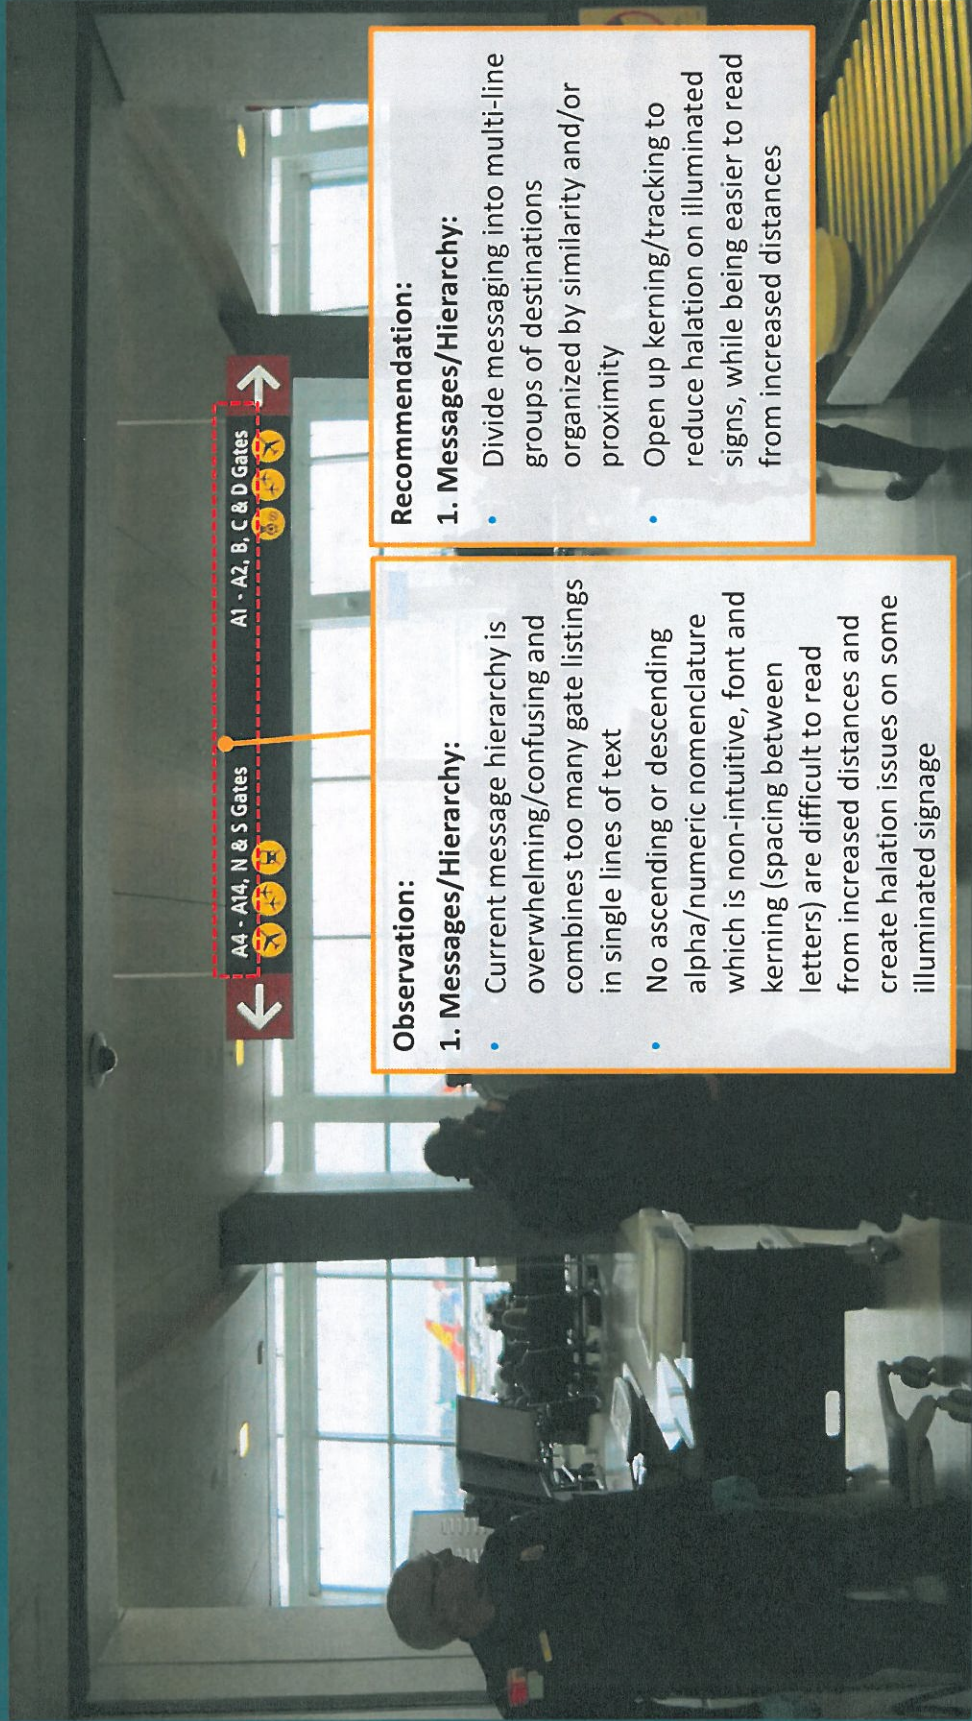 A4 - A14, N & S Gates
A1 - A2, B, C & D Gates
Observation:
1. Messages/Hierarchy:
• Current message hierarchy is
overwhelming/confusing and
combines too many gate listings
in single lines of text
• No ascending or descending
alpha/numeric nomenclature
which is non-intuitive, font and
kerning (spacing between
letters) are difficult to read
from increased distances and
create halation issues on some
illuminated signage
Recommendation:
1. Messages/Hierarchy:
• Divide messaging into multi-line
groups of destinations
organized by similarity and/or
proximity
• Open up kerning/tracking to
reduce halation on illuminated
signs, while being easier to read
from increased distances